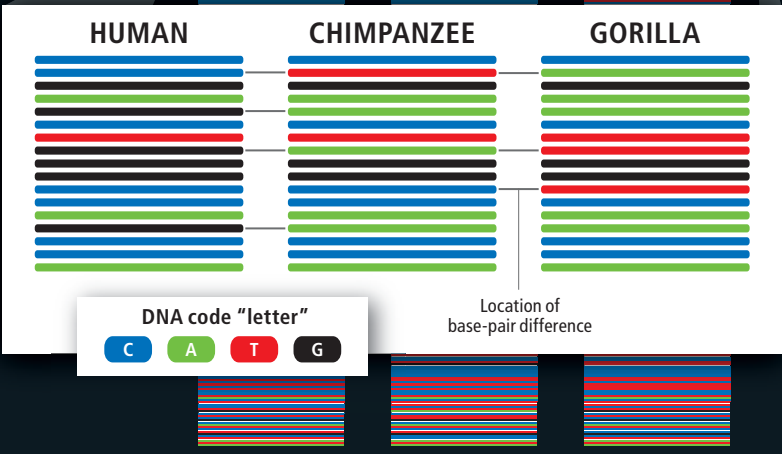 HUMAN
CHIMPANZEE
GORILLA
DNA code “letter”
C A T G
Location of
base-pair difference